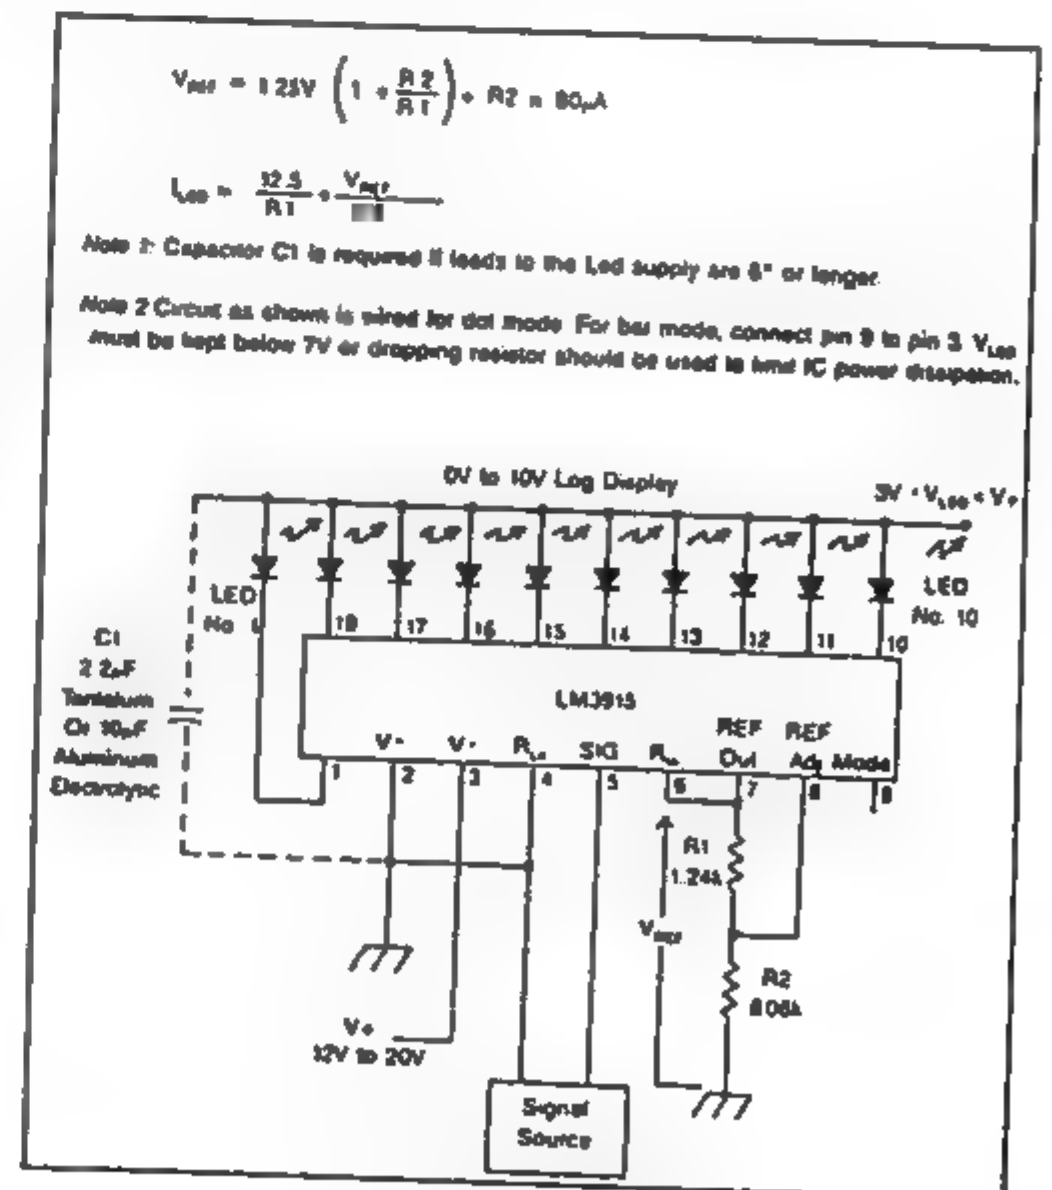 V_REF = 1.25V (1 + R2/R1) + R2 × 80μA
I_LED = 12.5/R1 + V_REF/
Note 1: Capacitor C1 is required if leads to the Led supply are 6" or longer.
Note 2 Circuit as shown is wired for dot mode For bar mode, connect pin 9 to pin 3 V_LED
must be kept below 7V or dropping resistor should be used to limit IC power dissipation.
0V to 10V Log Display
3V V_LED V+
LED
No 1
LED
No. 10
18 17 16 15 14 13 12 11 10
C1
2 2μF
Tantalum
Or 10μF
Aluminum
Electrolytic
LM3915
V- V+ R_LO SIG R_HI REF Out REF Adj Mode
1 2 3 4 5 6 7 8 9
R1
1.24k
V_REF
R2
8 06k
V+
12V to 20V
Signal
Source